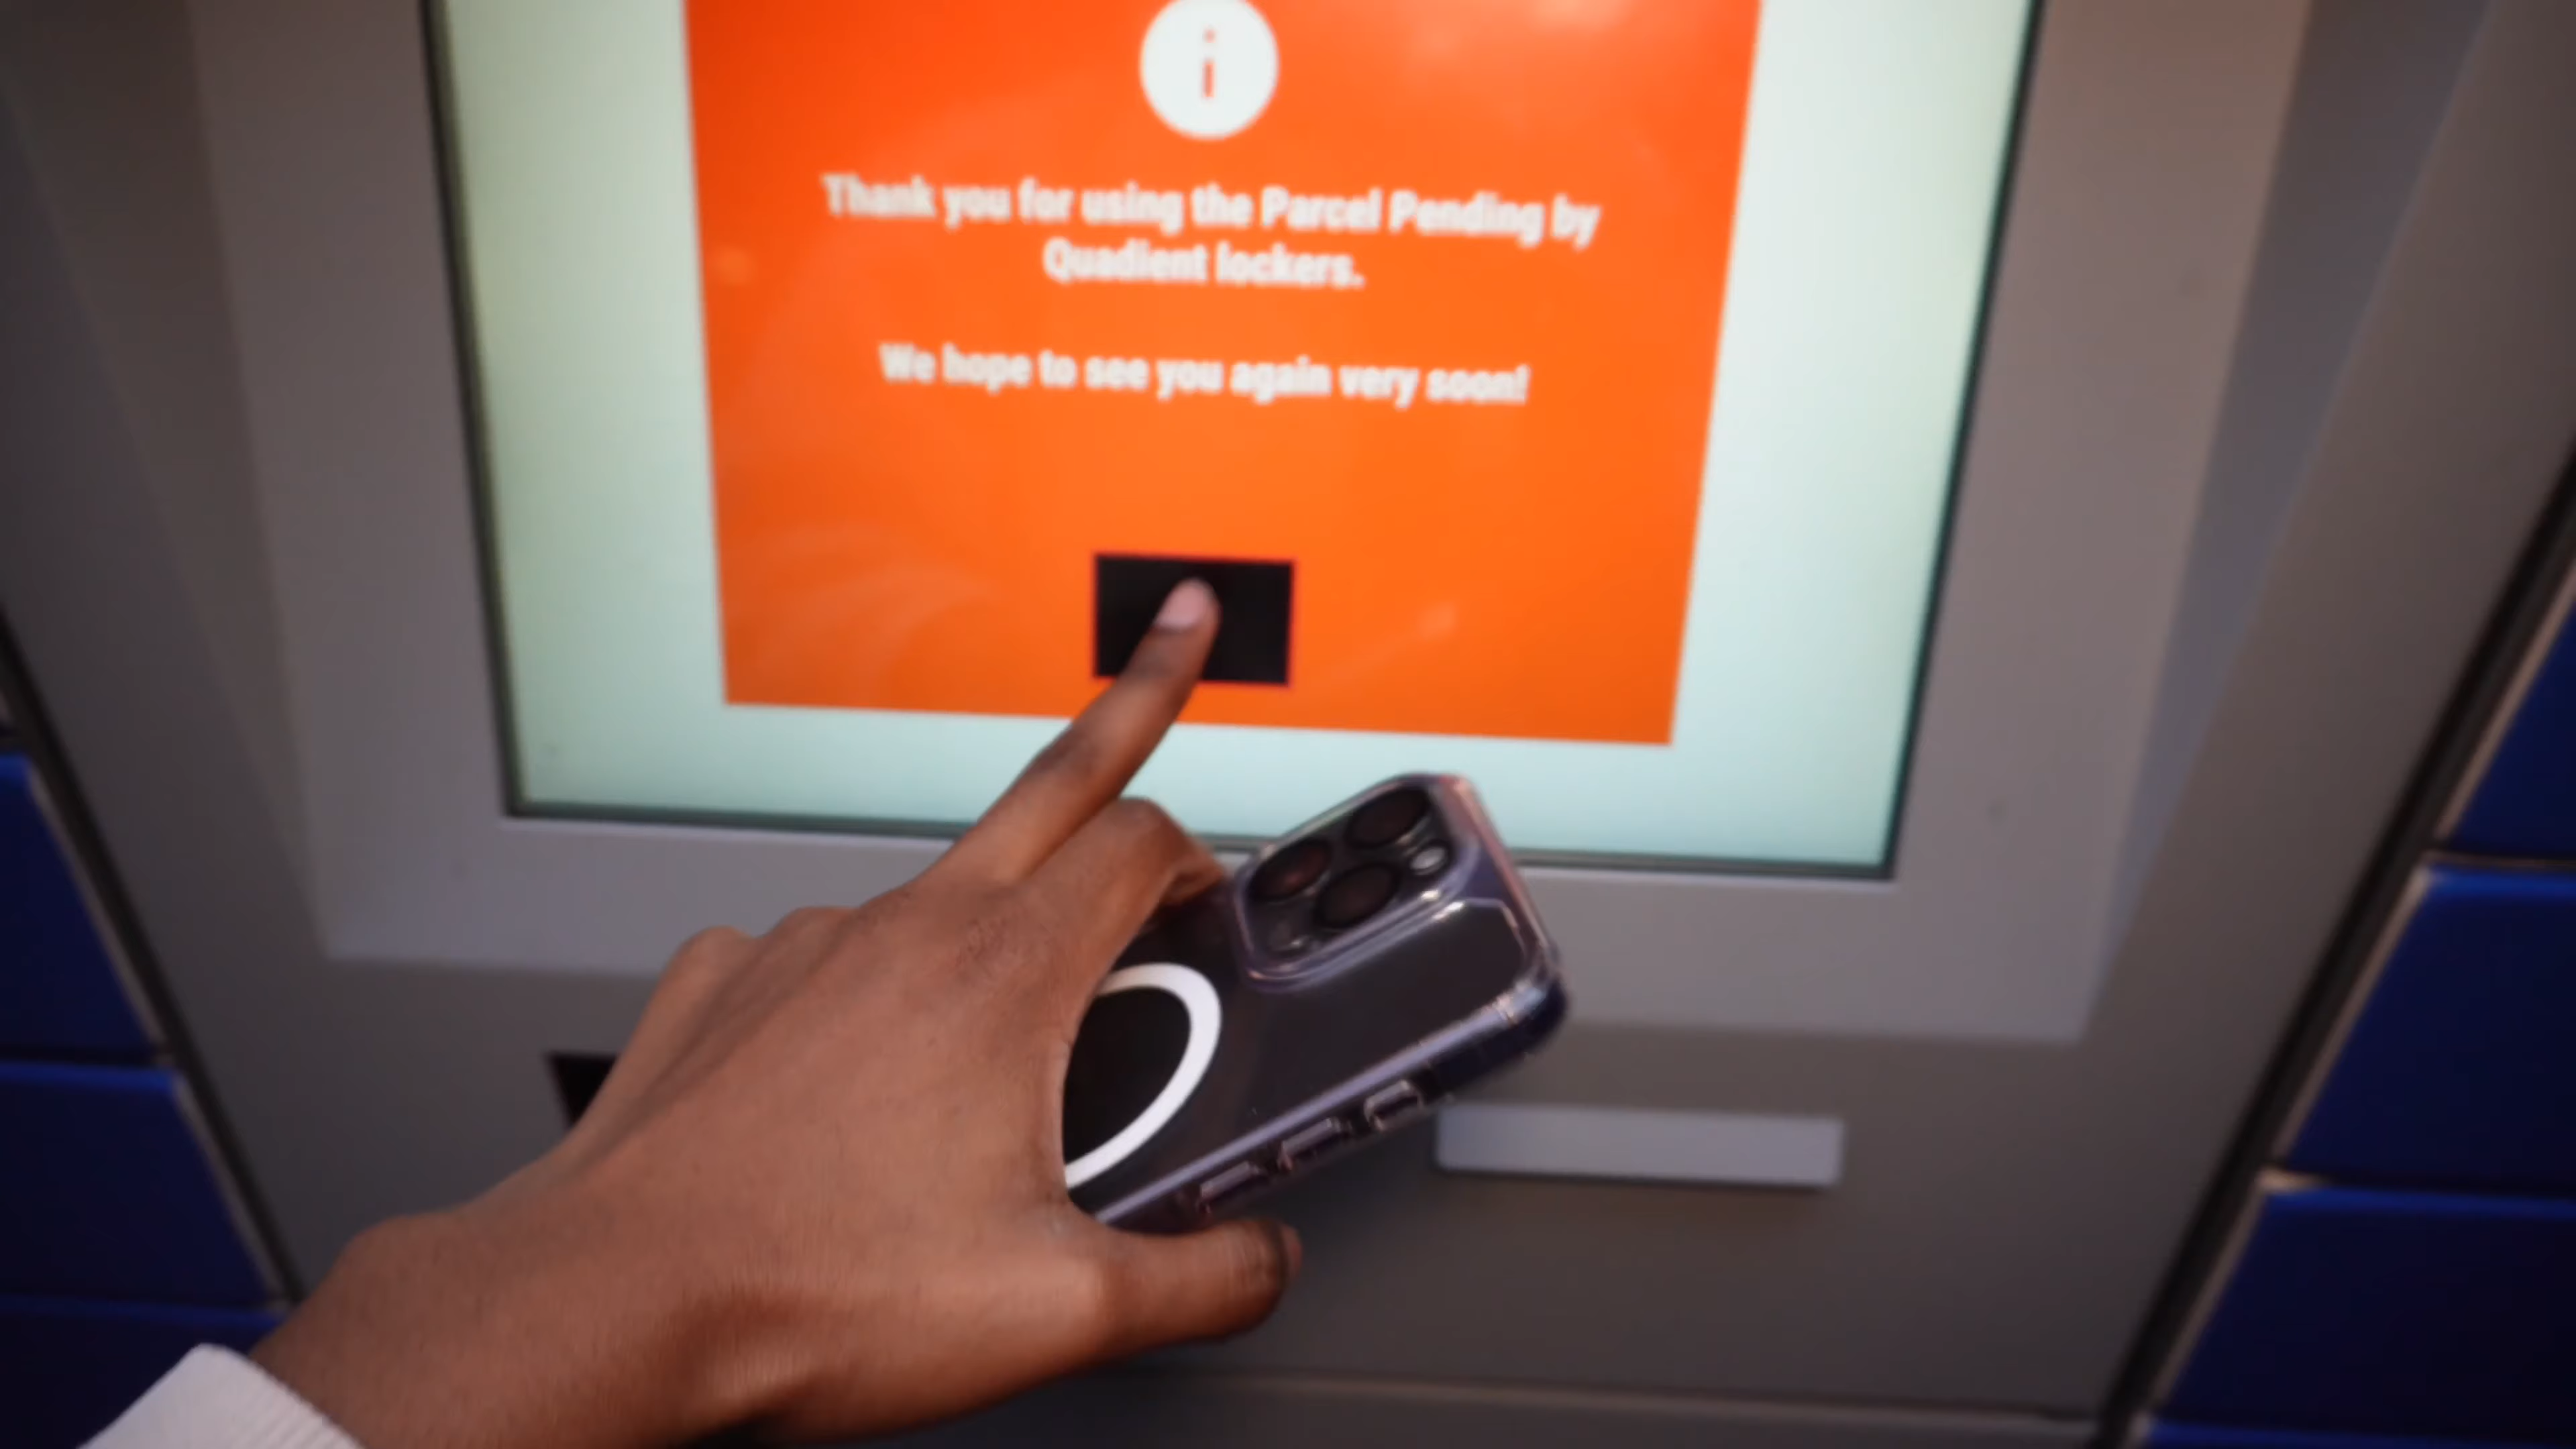 i
Thank you for using the Parcel Pending by
Quadient lockers.
We hope to see you again very soon!